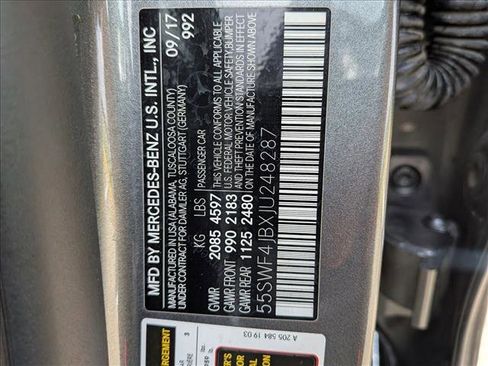 MFD BY MERCEDES-BENZ U.S. INTL., INC
MANUFACTURED IN USA (ALABAMA, TUSCALOOSA COUNTY)
UNDER CONTRACT FOR DAIMLER AG, STUTTGART (GERMANY)
09/17
992
PASSENGER CAR
KG LBS
GVWR 2085 4597
GAWR FRONT 990 2183
GAWR REAR 1125 2480
THIS VEHICLE CONFORMS TO ALL APPLICABLE
U.S. FEDERAL MOTOR VEHICLE SAFETY, BUMPER
AND THEFT PREVENTION STANDARDS IN EFFECT
ON THE DATE OF MANUFACTURE SHOWN ABOVE
55SWF4JBXJU248287
A 205 584 19 03
3